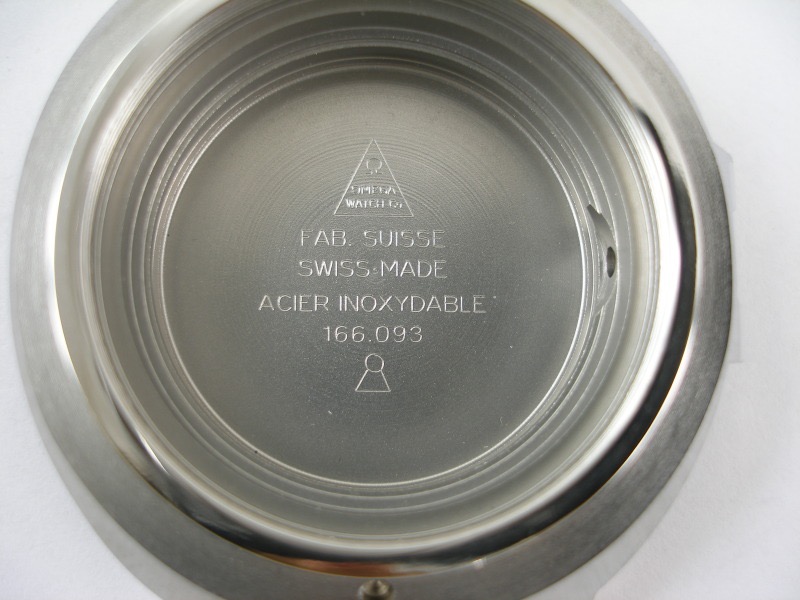 Ω
OMEGA
WATCH Co
FAB. SUISSE
SWISS MADE
ACIER INOXYDABLE
166.093